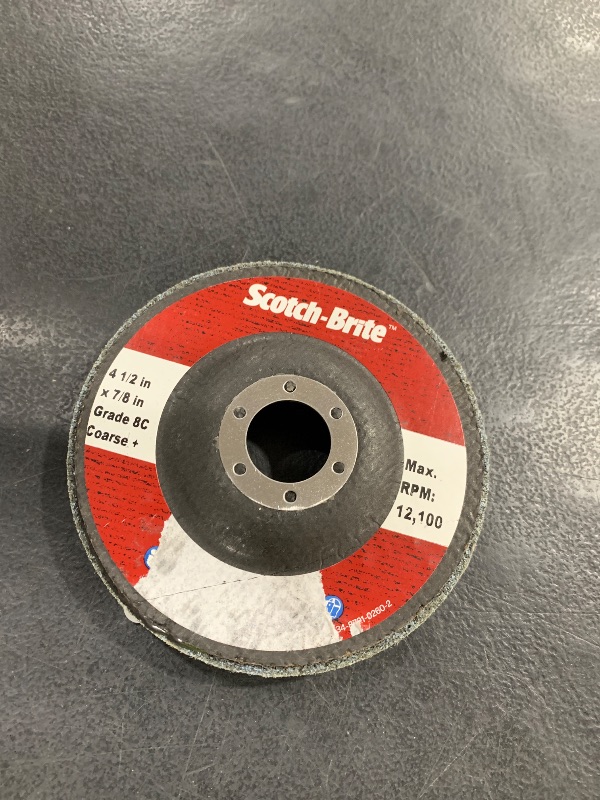 Scotch-Brite™
4 1/2 in
x 7/8 in
Grade 8C
Coarse +
Max.
RPM:
12,100